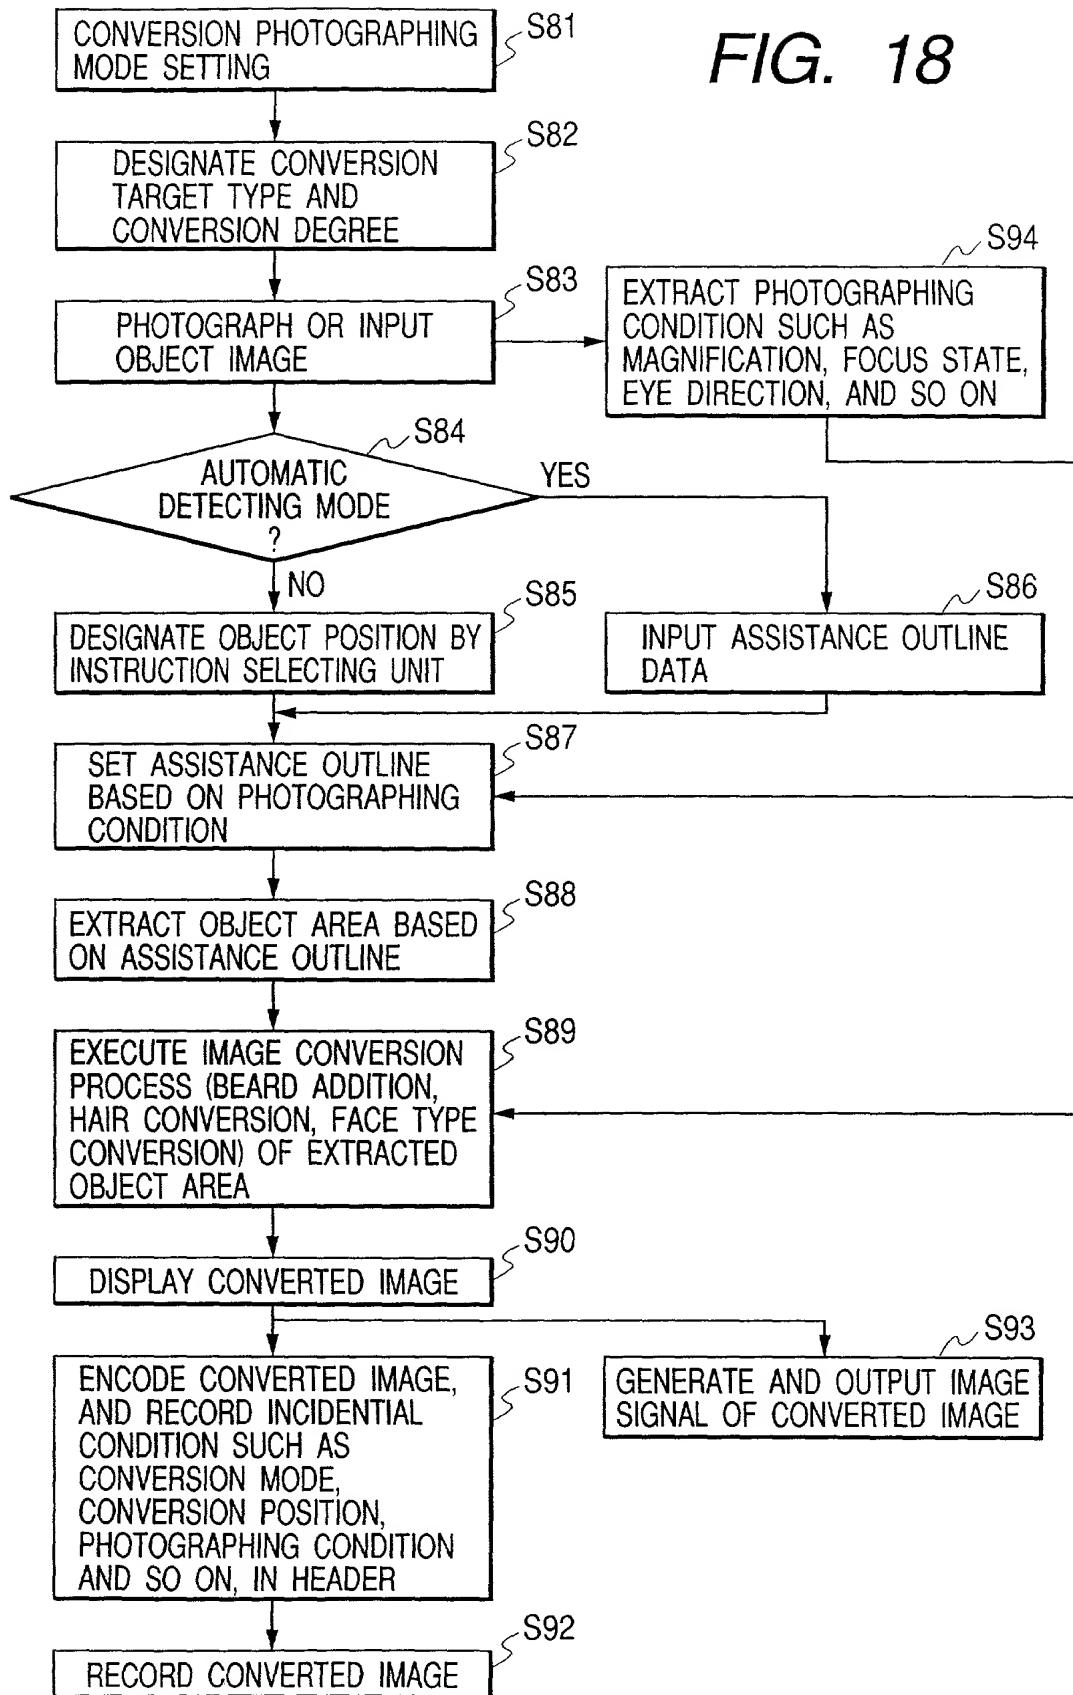 FIG. 18
CONVERSION PHOTOGRAPHING
MODE SETTING
S81
DESIGNATE CONVERSION
TARGET TYPE AND
CONVERSION DEGREE
S82
PHOTOGRAPH OR INPUT
OBJECT IMAGE
S83
EXTRACT PHOTOGRAPHING
CONDITION SUCH AS
MAGNIFICATION, FOCUS STATE,
EYE DIRECTION, AND SO ON
S94
AUTOMATIC
DETECTING MODE
?
S84
YES
NO
DESIGNATE OBJECT POSITION BY
INSTRUCTION SELECTING UNIT
S85
INPUT ASSISTANCE OUTLINE
DATA
S86
SET ASSISTANCE OUTLINE
BASED ON PHOTOGRAPHING
CONDITION
S87
EXTRACT OBJECT AREA BASED
ON ASSISTANCE OUTLINE
S88
EXECUTE IMAGE CONVERSION
PROCESS (BEARD ADDITION,
HAIR CONVERSION, FACE TYPE
CONVERSION) OF EXTRACTED
OBJECT AREA
S89
DISPLAY CONVERTED IMAGE
S90
ENCODE CONVERTED IMAGE,
AND RECORD INCIDENTIAL
CONDITION SUCH AS
CONVERSION MODE,
CONVERSION POSITION,
PHOTOGRAPHING CONDITION
AND SO ON, IN HEADER
S91
GENERATE AND OUTPUT IMAGE
SIGNAL OF CONVERTED IMAGE
S93
RECORD CONVERTED IMAGE
S92